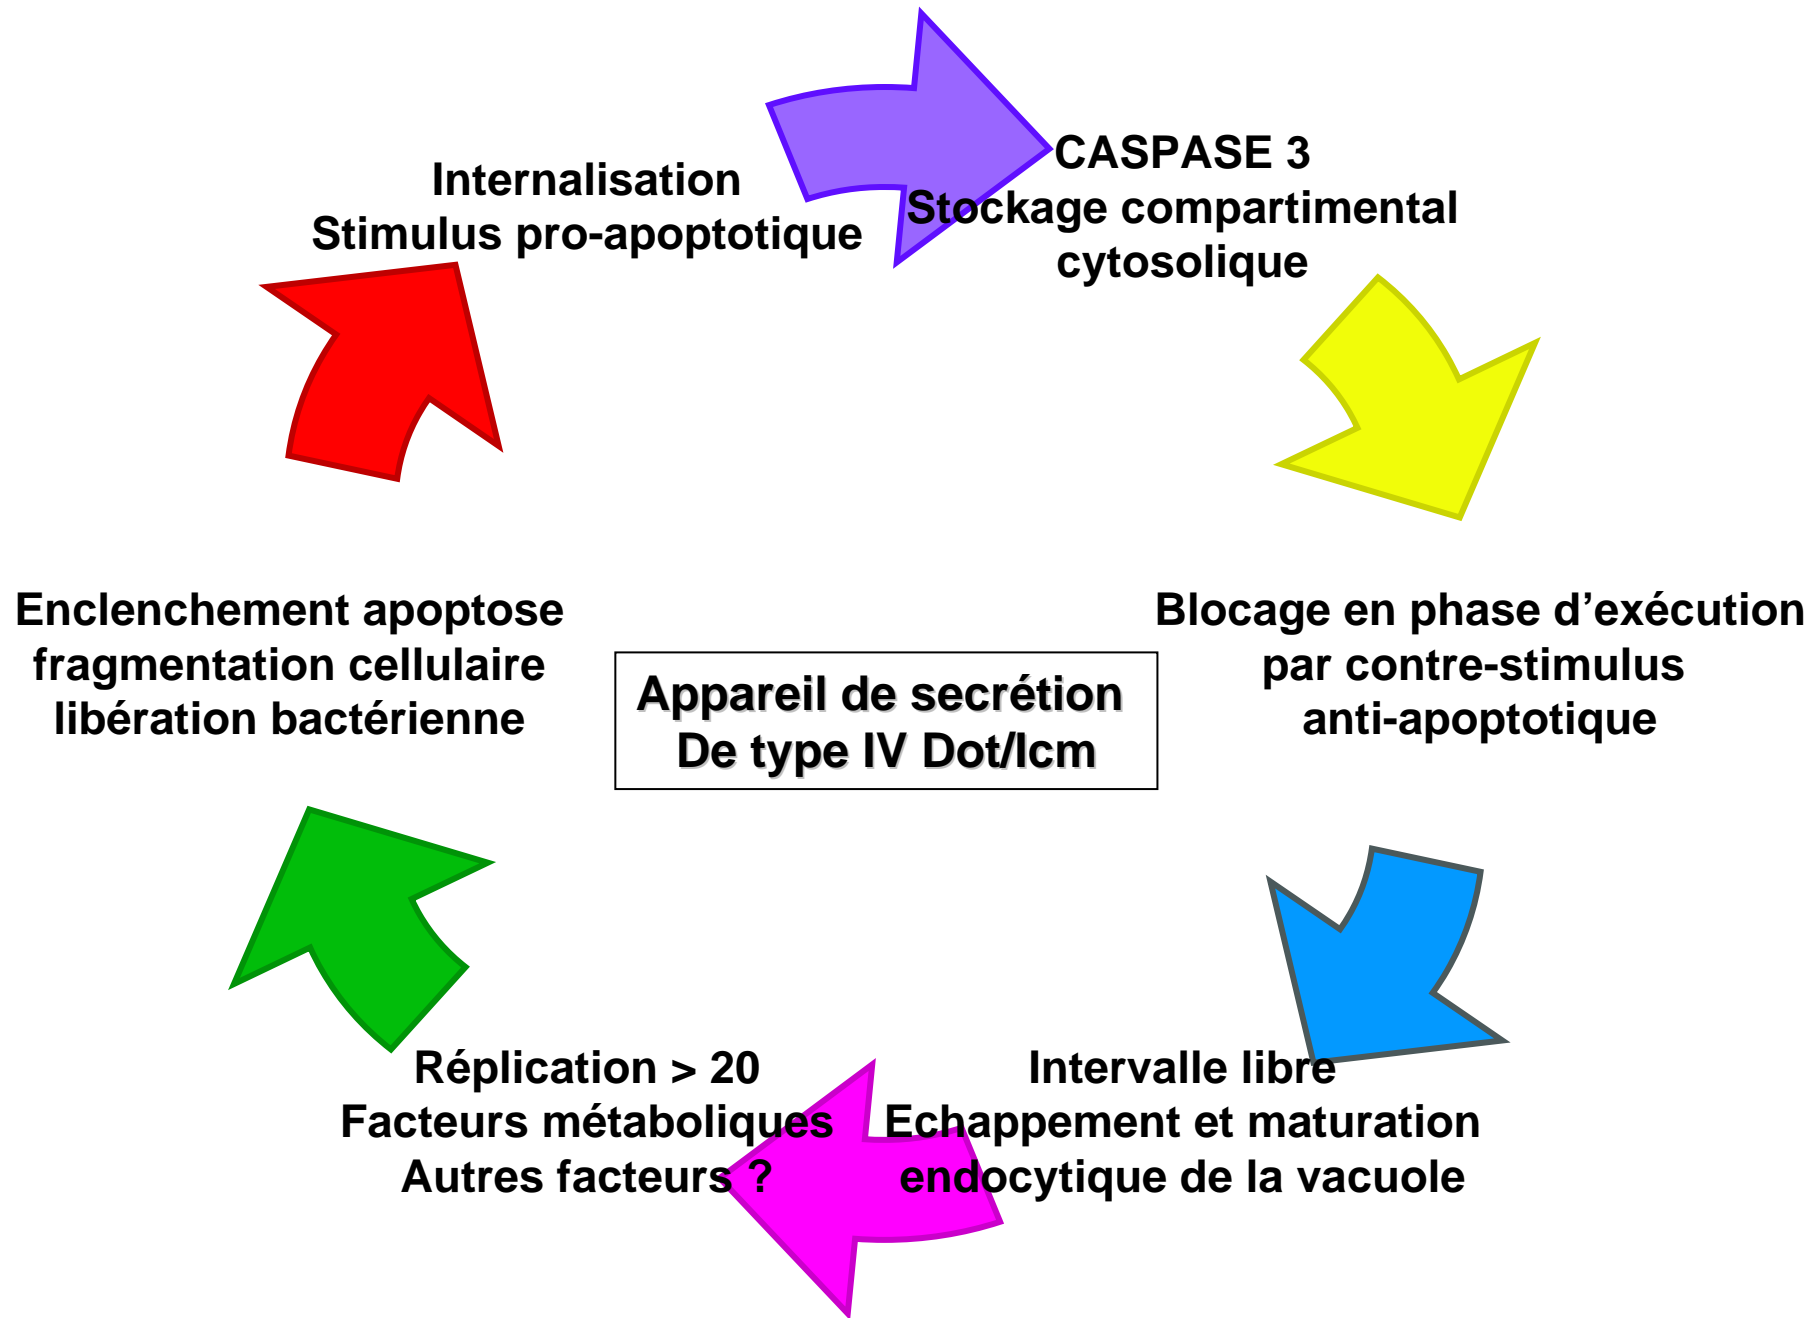 Internalisation
Stimulus pro-apoptotique
CASPASE 3
Stockage compartimental
cytosolique
Blocage en phase d’exécution
par contre-stimulus
anti-apoptotique
Intervalle libre
Echappement et maturation
endocytique de la vacuole
Réplication > 20
Facteurs métaboliques
Autres facteurs ?
Enclenchement apoptose
fragmentation cellulaire
libération bactérienne
Appareil de secrétion
De type IV Dot/Icm